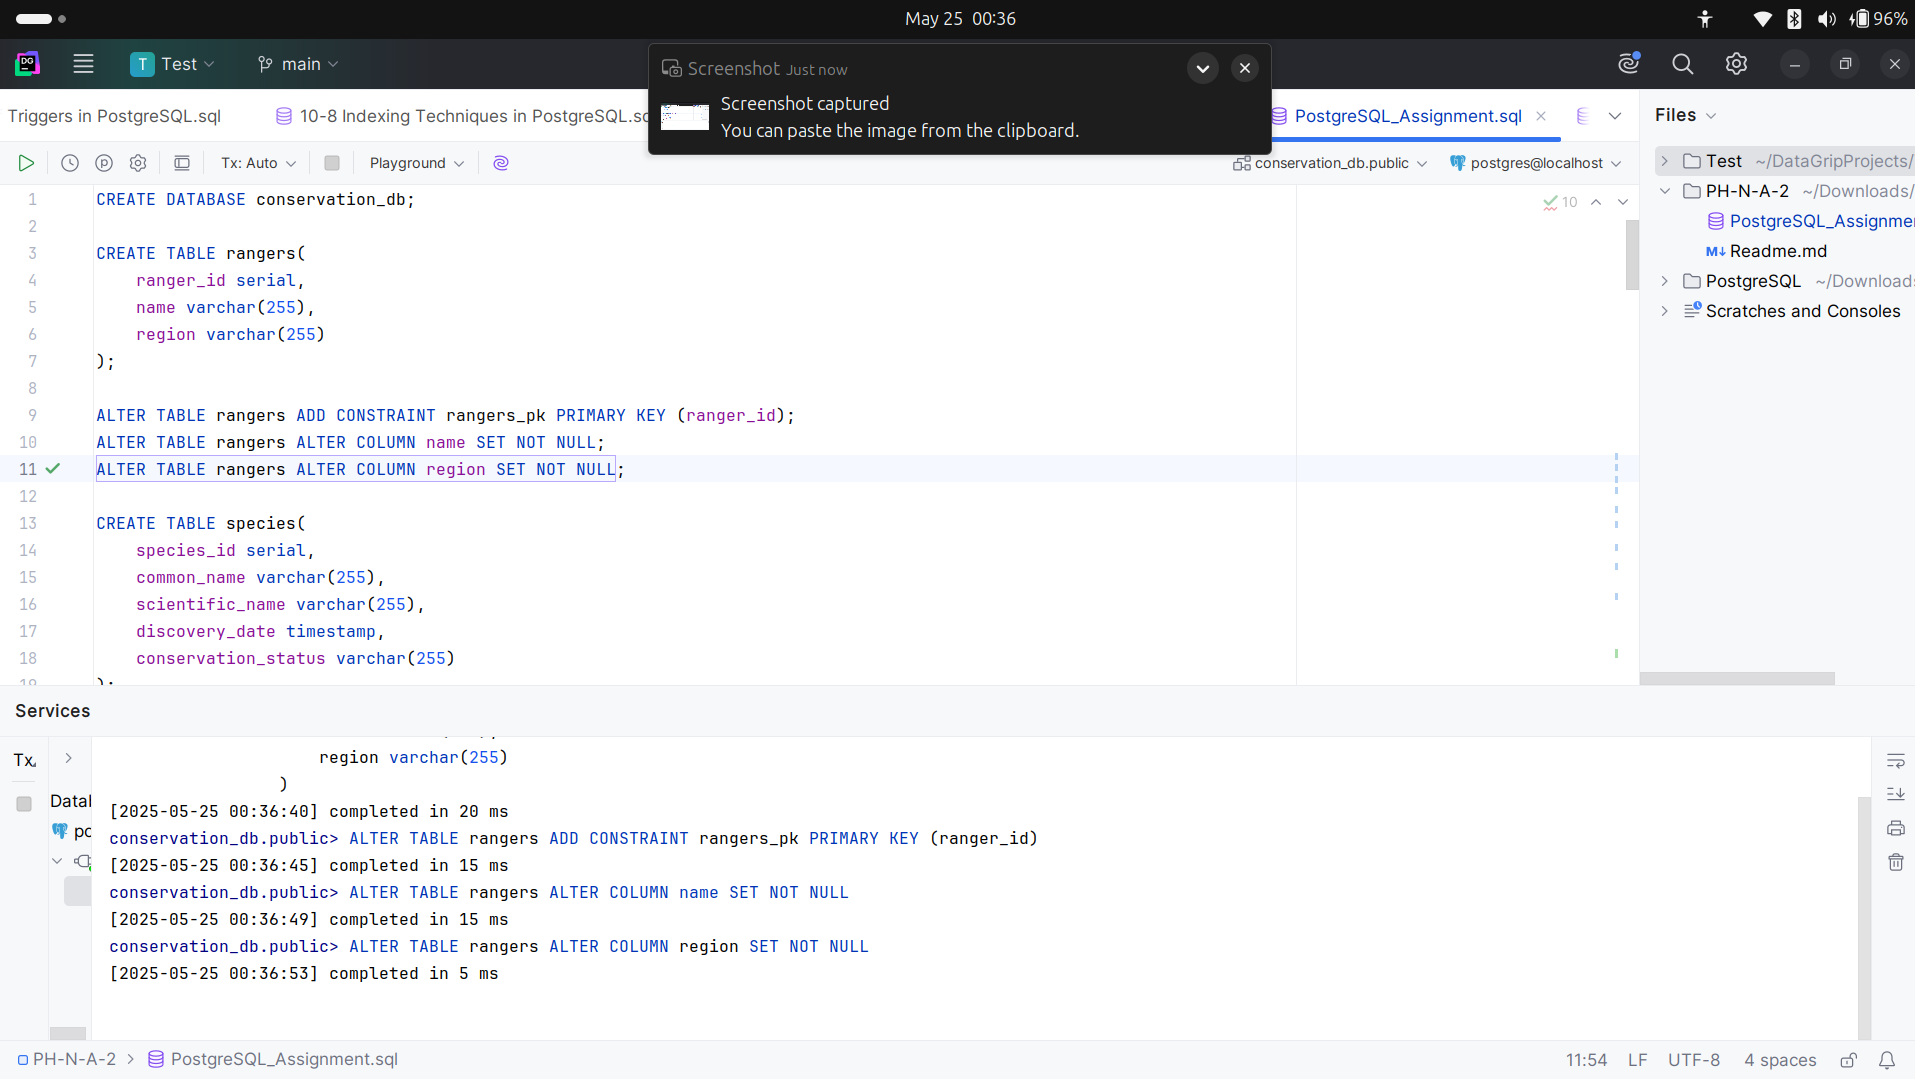 May 25 00:36
96%
DG
T Test
main
Screenshot Just now
Screenshot captured
You can paste the image from the clipboard.
Triggers in PostgreSQL.sql
10-8 Indexing Techniques in PostgreSQL.sq
PostgreSQL_Assignment.sql
Files
Tx: Auto
Playground
conservation_db.public
postgres@localhost
1 CREATE DATABASE conservation_db;
2
3 CREATE TABLE rangers(
4 ranger_id serial,
5 name varchar(255),
6 region varchar(255)
7 );
8
9 ALTER TABLE rangers ADD CONSTRAINT rangers_pk PRIMARY KEY (ranger_id);
10 ALTER TABLE rangers ALTER COLUMN name SET NOT NULL;
11 ALTER TABLE rangers ALTER COLUMN region SET NOT NULL;
12
13 CREATE TABLE species(
14 species_id serial,
15 common_name varchar(255),
16 scientific_name varchar(255),
17 discovery_date timestamp,
18 conservation_status varchar(255)
19 );
10
Test ~/DataGripProjects/
PH-N-A-2 ~/Downloads/
PostgreSQL_Assignme
M↓ Readme.md
PostgreSQL ~/Download
Scratches and Consoles
Services
Tx
Datal
po
region varchar(255)
)
[2025-05-25 00:36:40] completed in 20 ms
conservation_db.public> ALTER TABLE rangers ADD CONSTRAINT rangers_pk PRIMARY KEY (ranger_id)
[2025-05-25 00:36:45] completed in 15 ms
conservation_db.public> ALTER TABLE rangers ALTER COLUMN name SET NOT NULL
[2025-05-25 00:36:49] completed in 15 ms
conservation_db.public> ALTER TABLE rangers ALTER COLUMN region SET NOT NULL
[2025-05-25 00:36:53] completed in 5 ms
PH-N-A-2 > PostgreSQL_Assignment.sql
11:54 LF UTF-8 4 spaces